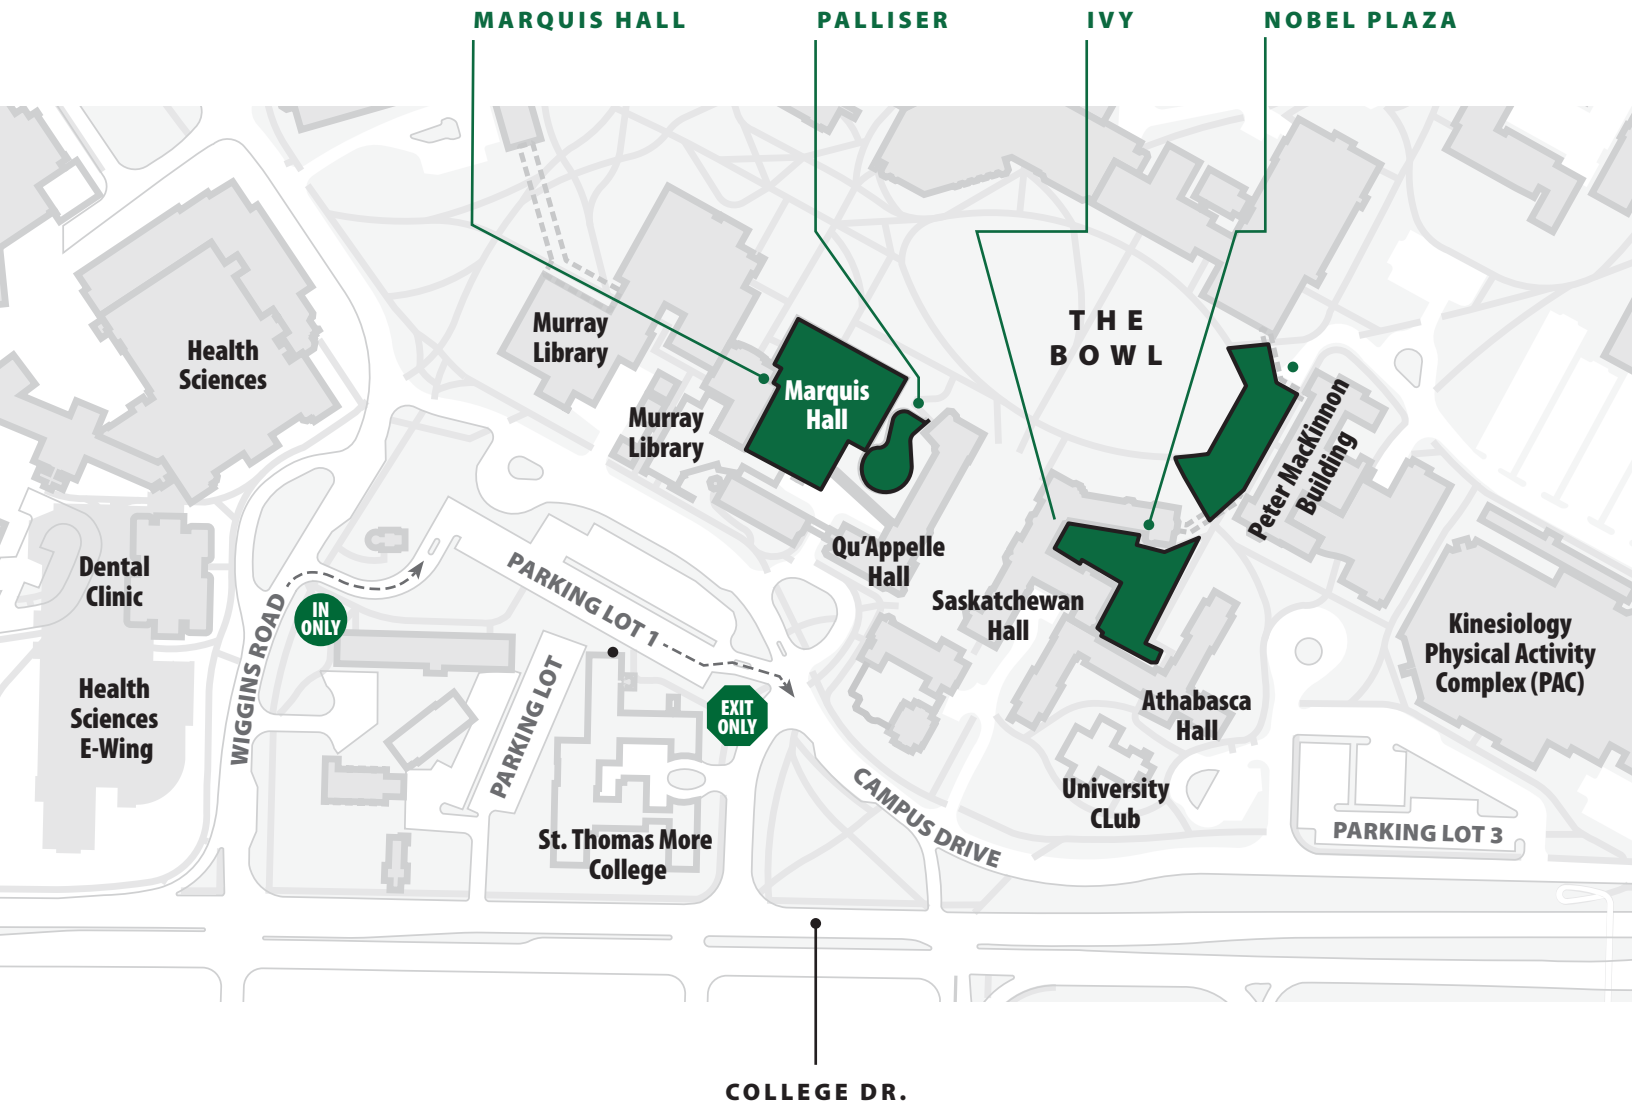 MARQUIS HALL
PALLISER
IVY
NOBEL PLAZA
THE
BOWL
Murray
Library
Health
Sciences
Marquis
Hall
Murray
Library
Peter MacKinnon
Building
Qu'Appelle
Hall
Dental
Clinic
PARKING LOT 1
IN
ONLY
WIGGINS ROAD
Saskatchewan
Hall
Kinesiology
Physical Activity
Complex (PAC)
Health
Sciences
E-Wing
PARKING LOT
EXIT
ONLY
Athabasca
Hall
University
CLub
CAMPUS DRIVE
PARKING LOT 3
St. Thomas More
College
COLLEGE DR.